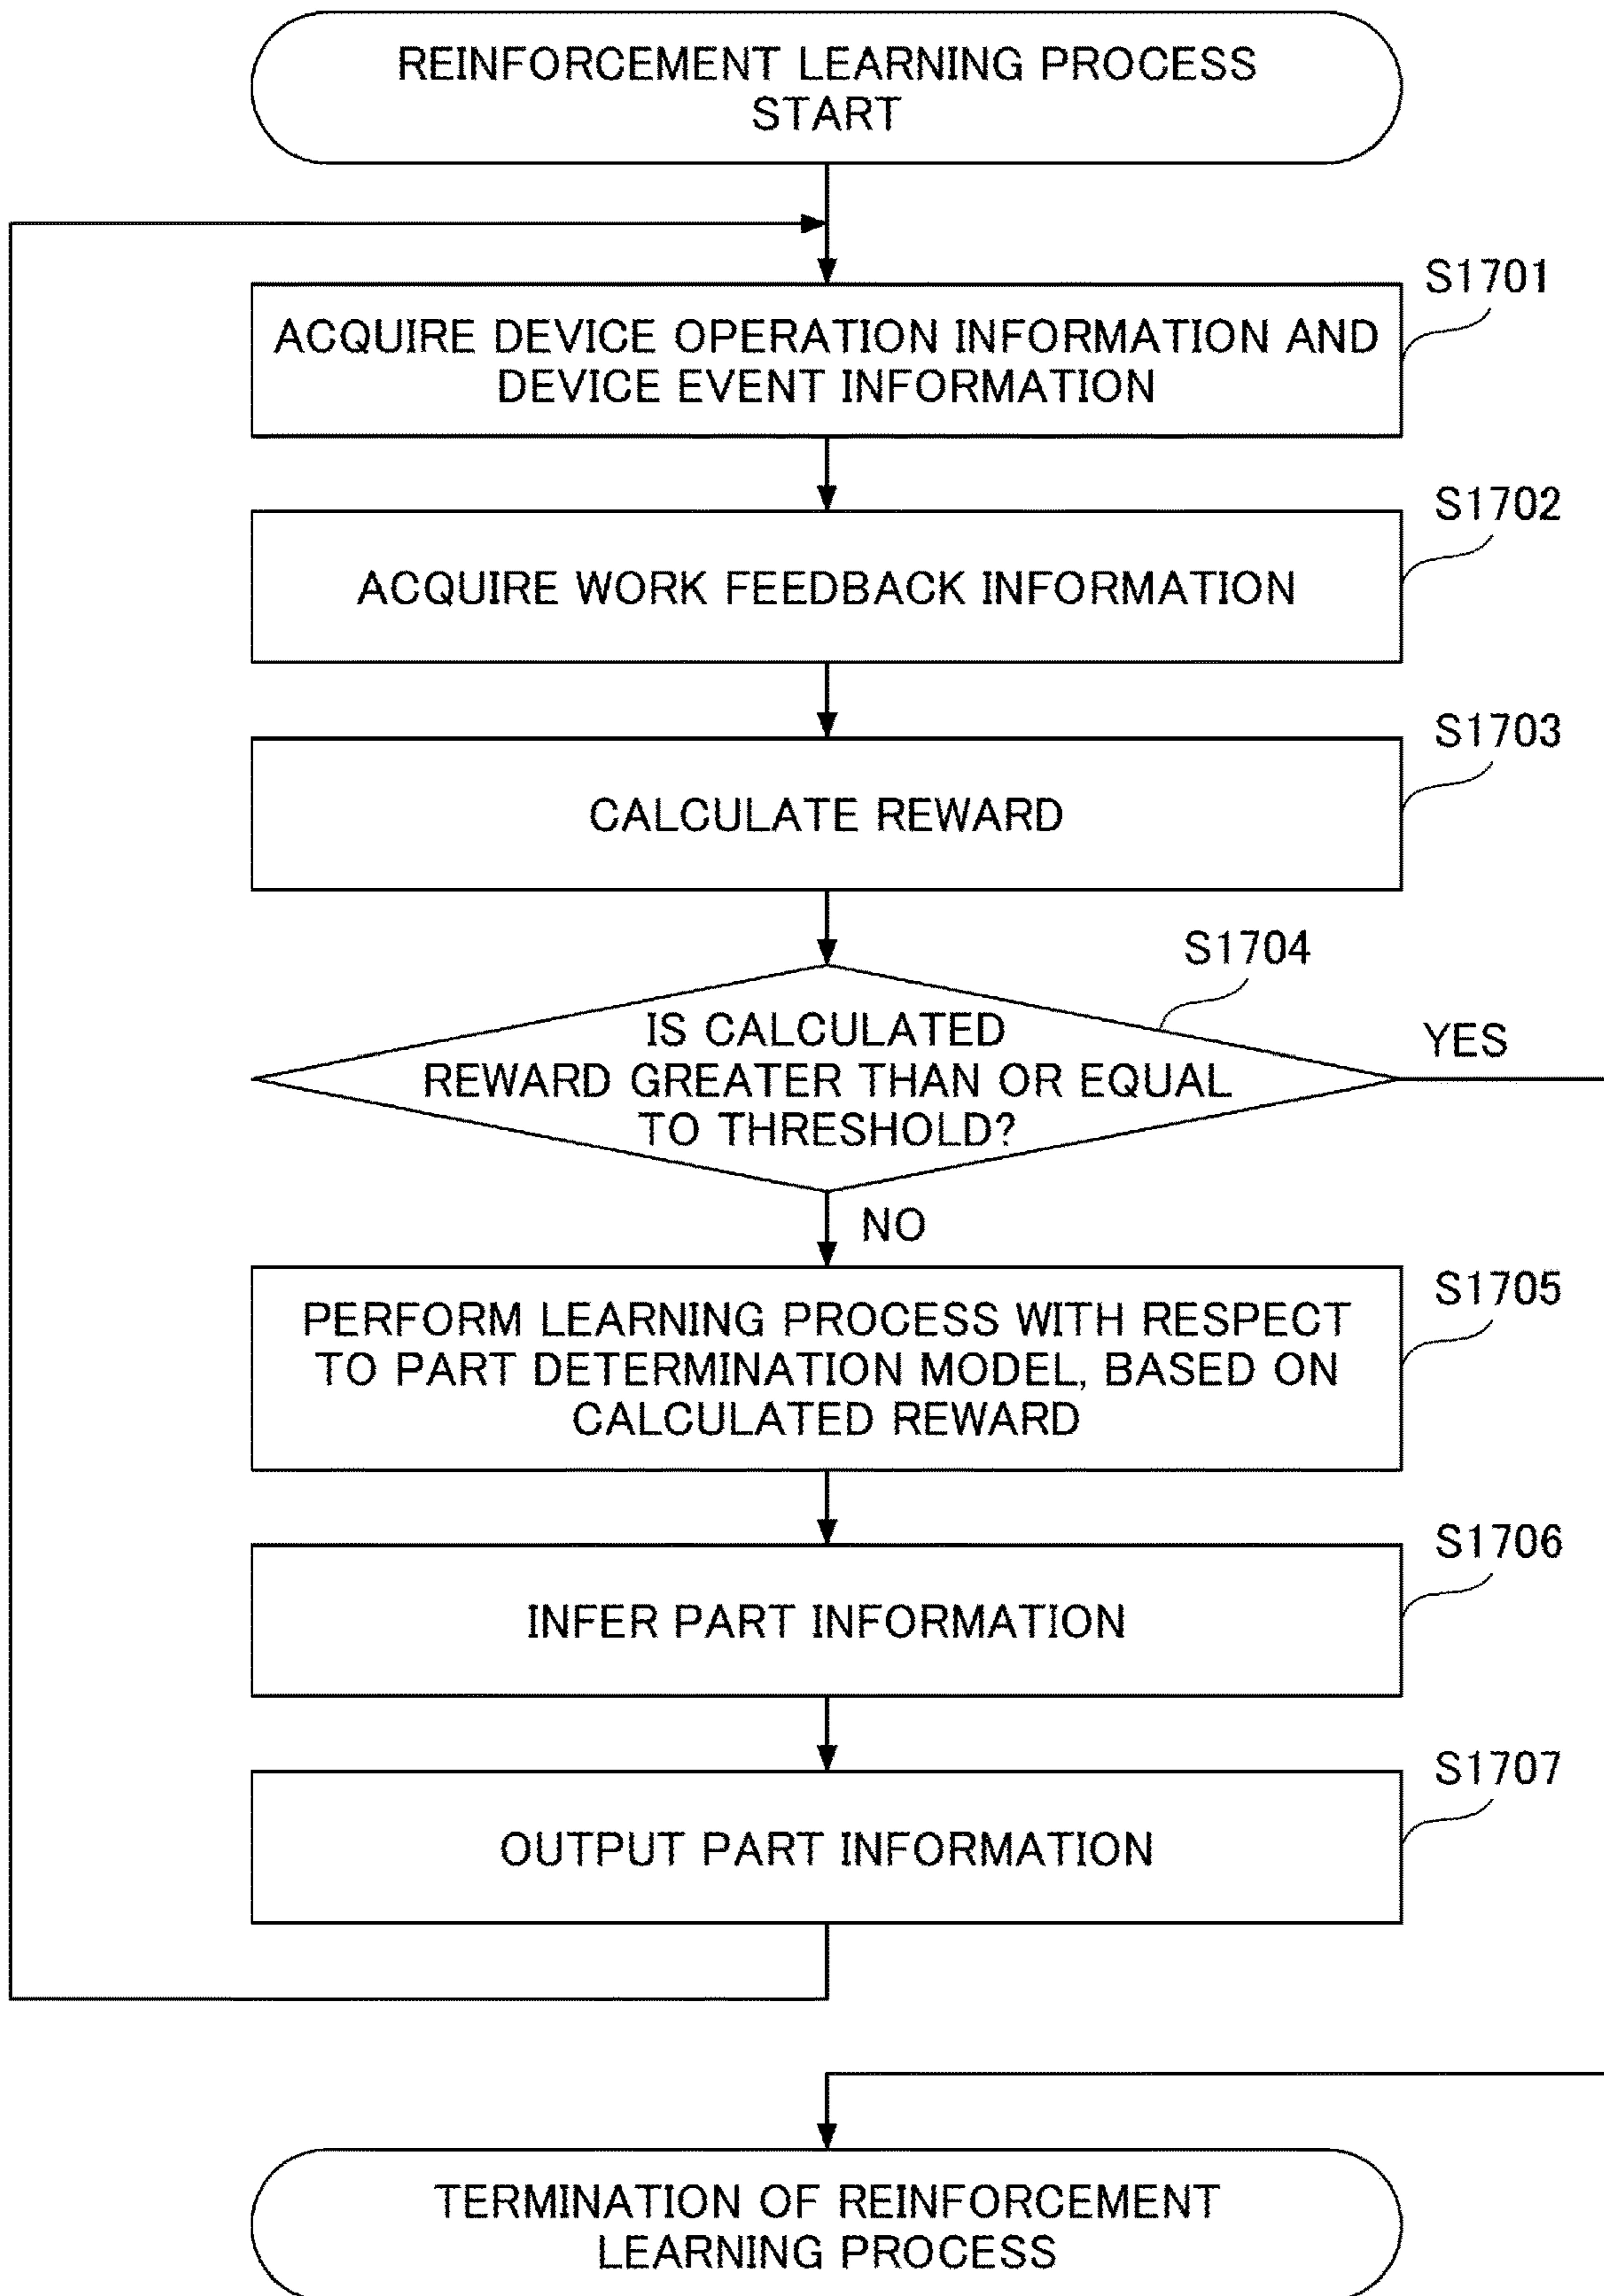 REINFORCEMENT LEARNING PROCESS
START
S1701
ACQUIRE DEVICE OPERATION INFORMATION AND
DEVICE EVENT INFORMATION
S1702
ACQUIRE WORK FEEDBACK INFORMATION
S1703
CALCULATE REWARD
S1704
IS CALCULATED
REWARD GREATER THAN OR EQUAL
TO THRESHOLD?
YES
NO
S1705
PERFORM LEARNING PROCESS WITH RESPECT
TO PART DETERMINATION MODEL, BASED ON
CALCULATED REWARD
S1706
INFER PART INFORMATION
S1707
OUTPUT PART INFORMATION
TERMINATION OF REINFORCEMENT
LEARNING PROCESS